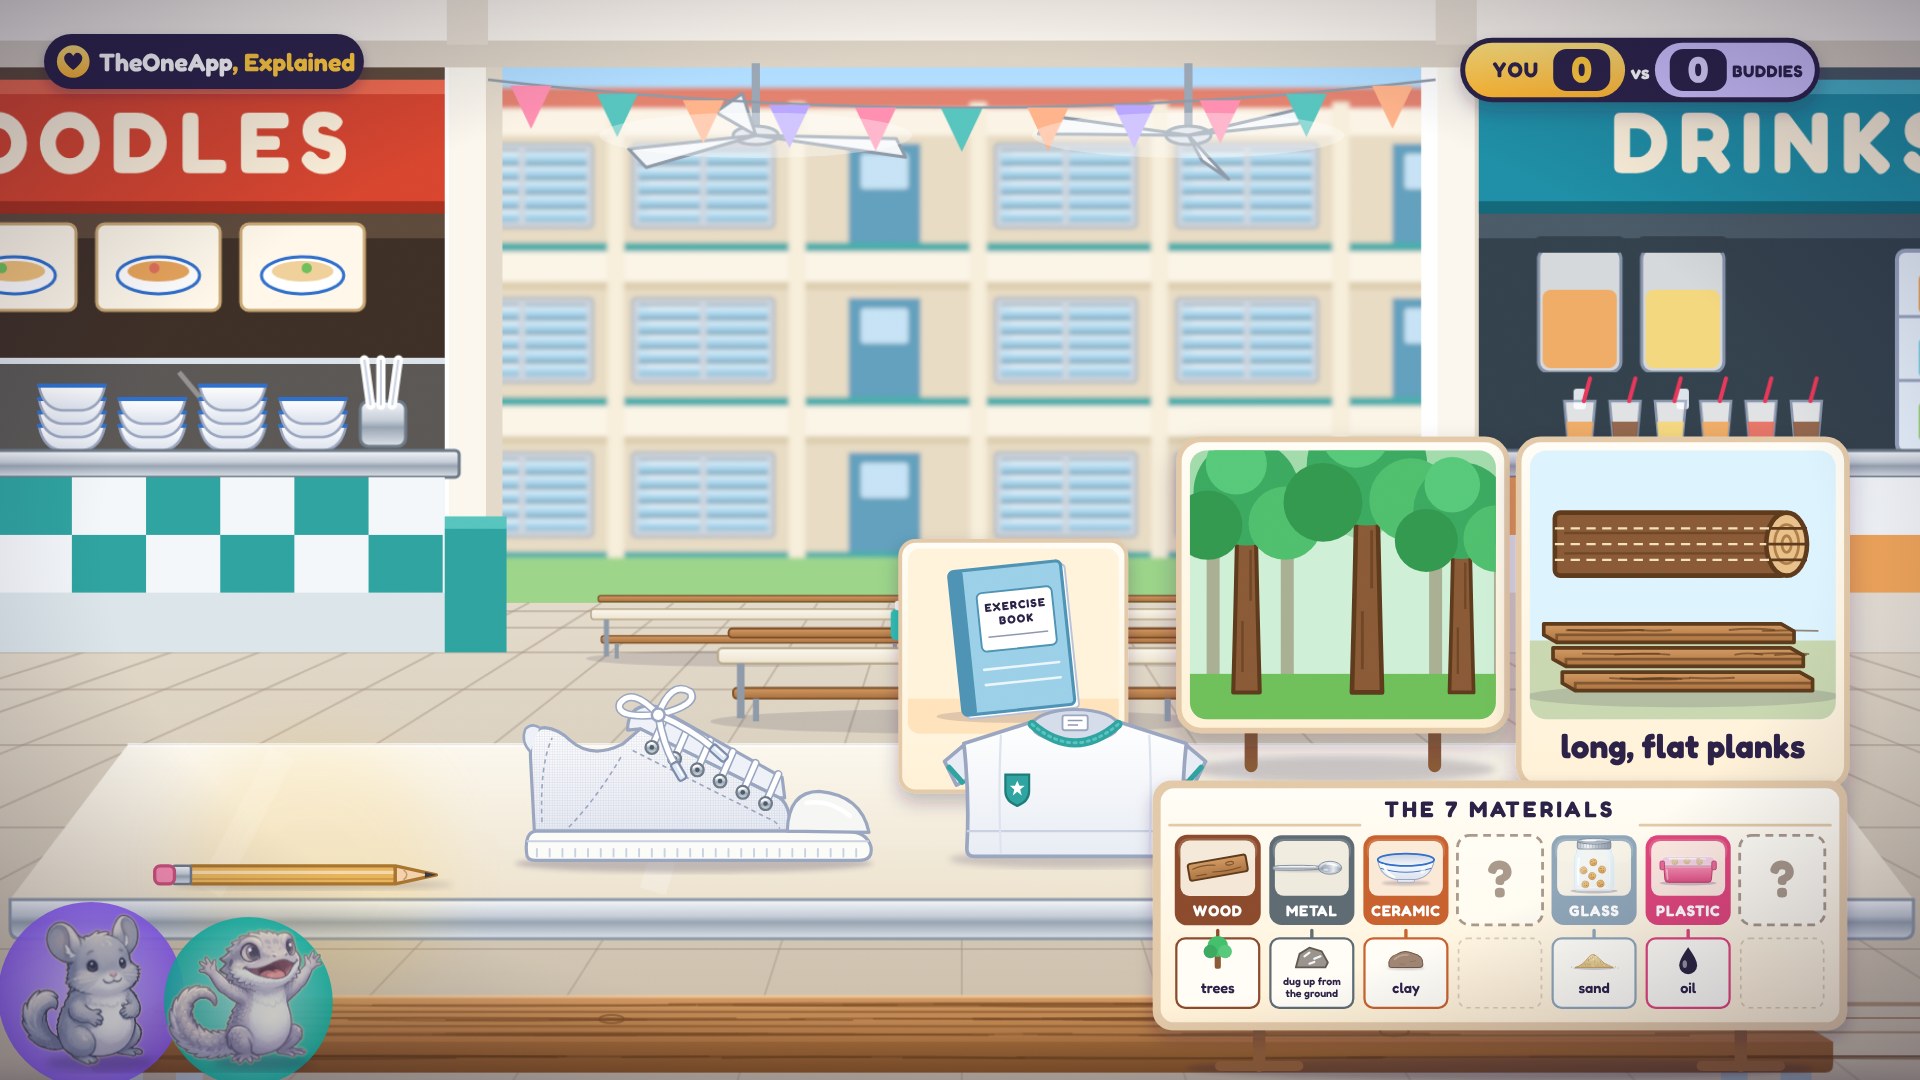 TheOneApp, Explained
YOU 0 vs 0 BUDDIES
OODLES
DRINKS
EXERCISE
BOOK
long, flat planks
THE 7 MATERIALS
WOOD METAL CERAMIC ? GLASS PLASTIC ?
trees dug up from the ground clay sand oil